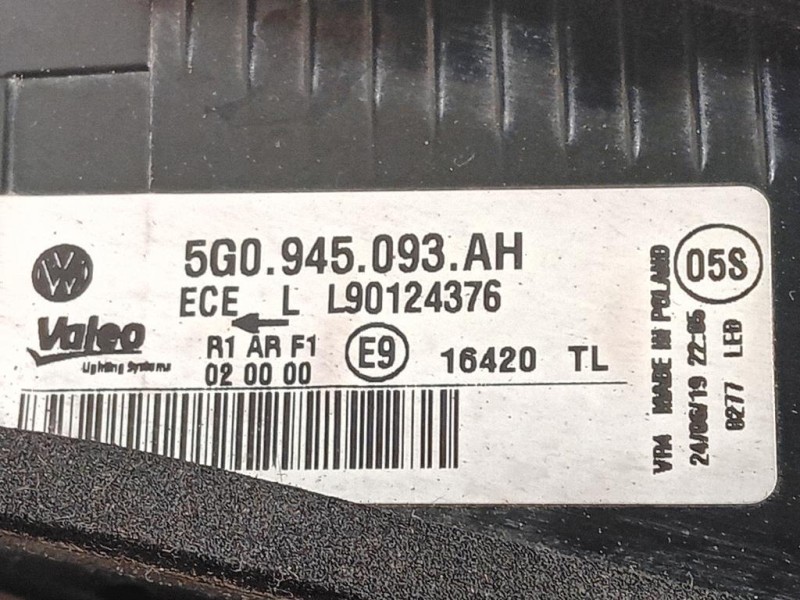 5G0.945.093.AH
ECE L L90124376
Valeo
Lighting Systems
R1 AR F1
02 00 00
E9
16420 TL
05S
VR4 MADE IN POLAND
24/06/19 22:05
0277 LED